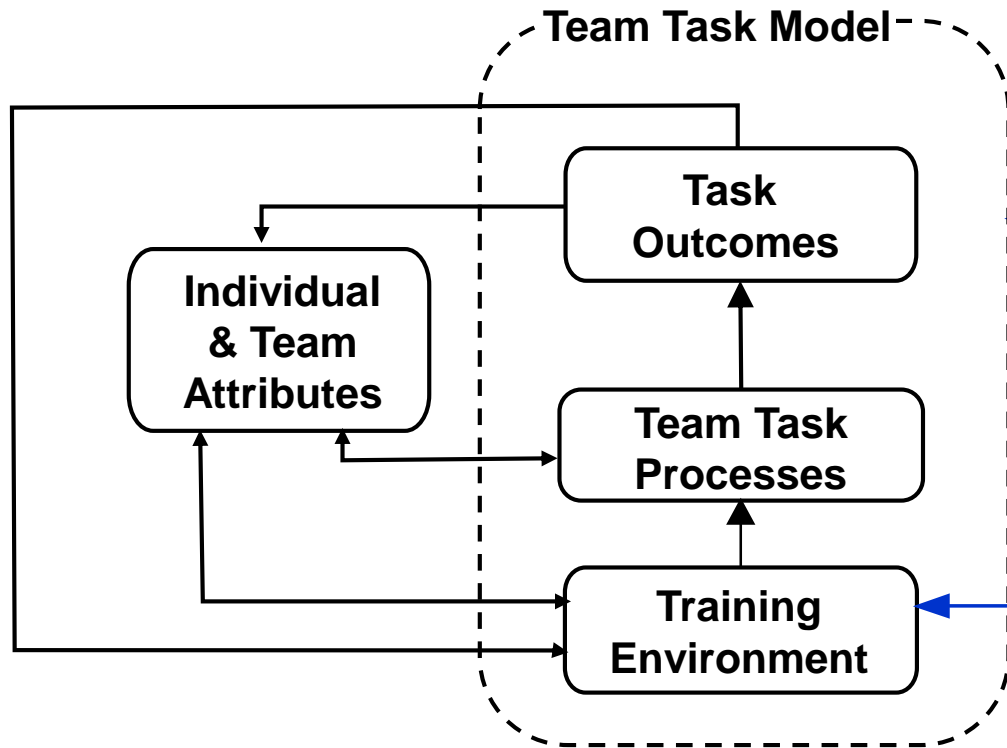 Team Task Model
Task
Outcomes
Individual
& Team
Attributes
Team Task
Processes
Training
Environment